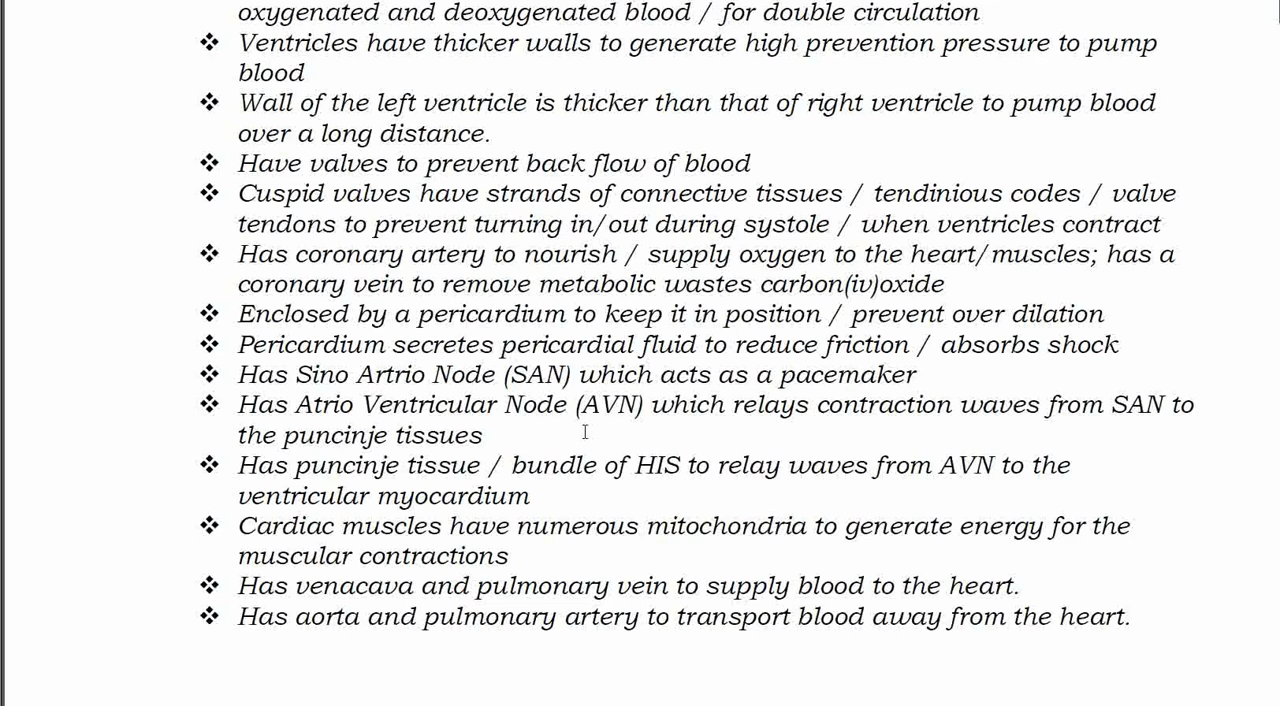 oxygenated and deoxygenated blood / for double circulation
❖ Ventricles have thicker walls to generate high prevention pressure to pump
blood
❖ Wall of the left ventricle is thicker than that of right ventricle to pump blood
over a long distance.
❖ Have valves to prevent back flow of blood
❖ Cuspid valves have strands of connective tissues / tendinious codes / valve
tendons to prevent turning in/out during systole / when ventricles contract
❖ Has coronary artery to nourish / supply oxygen to the heart/muscles; has a
coronary vein to remove metabolic wastes carbon(iv)oxide
❖ Enclosed by a pericardium to keep it in position / prevent over dilation
❖ Pericardium secretes pericardial fluid to reduce friction / absorbs shock
❖ Has Sino Artrio Node (SAN) which acts as a pacemaker
❖ Has Atrio Ventricular Node (AVN) which relays contraction waves from SAN to
the puncinje tissues
❖ Has puncinje tissue / bundle of HIS to relay waves from AVN to the
ventricular myocardium
❖ Cardiac muscles have numerous mitochondria to generate energy for the
muscular contractions
❖ Has venacava and pulmonary vein to supply blood to the heart.
❖ Has aorta and pulmonary artery to transport blood away from the heart.